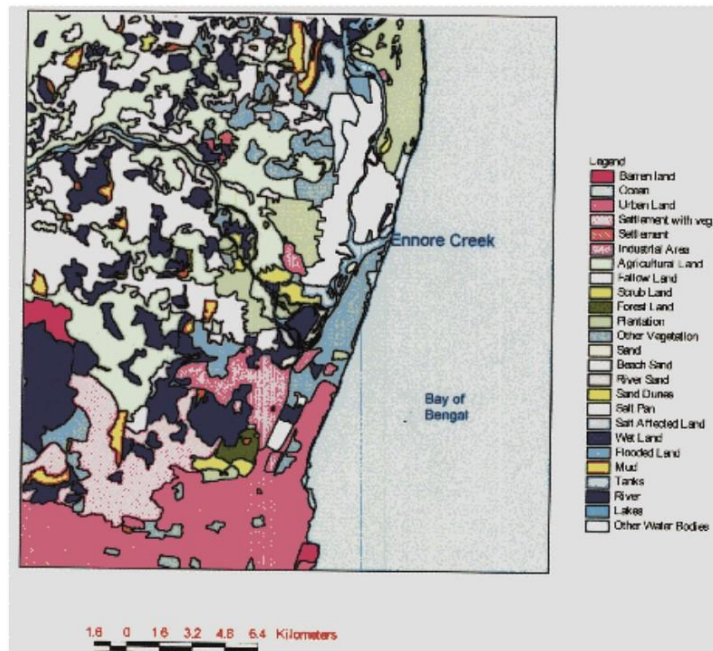 Ennore Creek
Bay of
Bengal
Legend
Barren land
Ocean
Urban Land
Settlement with veg
Settlement
Industrial Area
Agricultural Land
Fallow Land
Scrub Land
Forest Land
Plantation
Other Vegetation
Sand
Beach Sand
River Sand
Sand Dunes
Salt Pan
Salt Affected Land
Wet Land
Flooded Land
Mud
Tanks
River
Lakes
Other Water Bodies
1.6 0 1.6 3.2 4.8 6.4 Kilometers